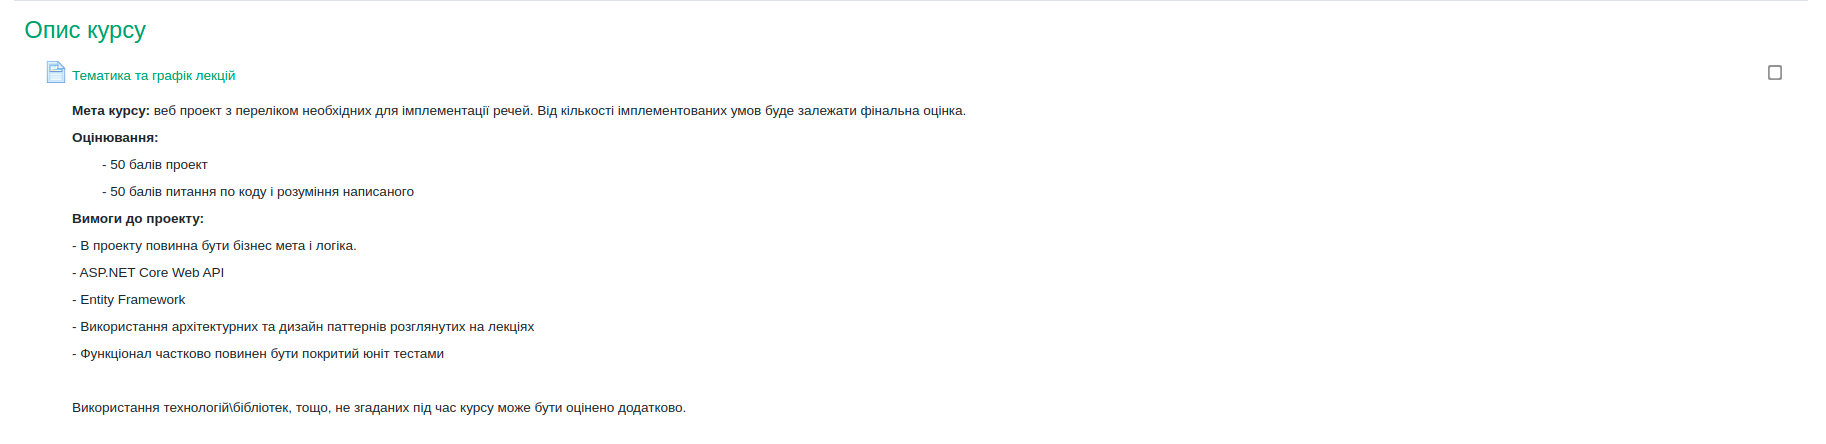 Опис курсу
Тематика та графік лекцій
Мета курсу: веб проект з переліком необхідних для імплементації речей. Від кількості імплементованих умов буде залежати фінальна оцінка.
Оцінювання:
- 50 балів проект
- 50 балів питання по коду і розуміння написаного
Вимоги до проекту:
- В проекту повинна бути бізнес мета і логіка.
- ASP.NET Core Web API
- Entity Framework
- Використання архітектурних та дизайн паттернів розглянутих на лекціях
- Функціонал частково повинен бути покритий юніт тестами
Використання технологій\бібліотек, тощо, не згаданих під час курсу може бути оцінено додатково.